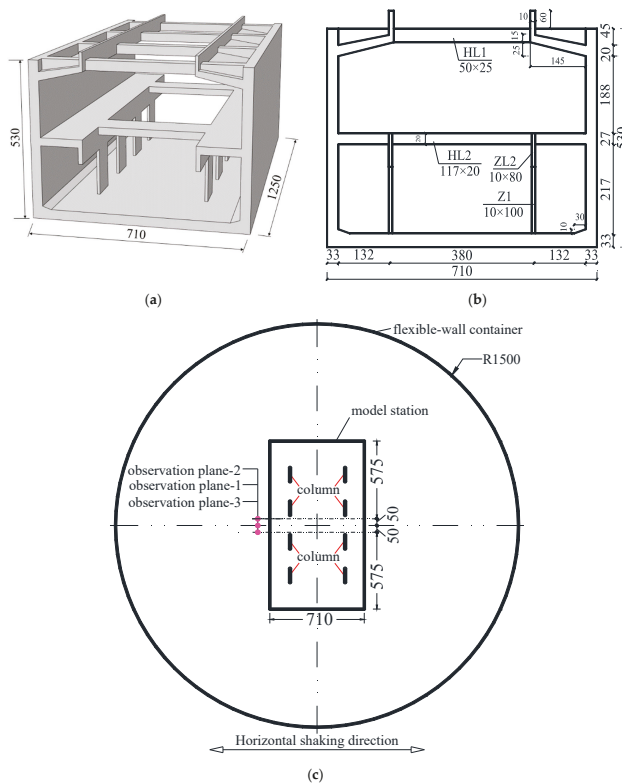 530
710
1250
(a)
10
60
HL1
50×25
15
25
145
45
20
188
27
217
33
20
HL2
117×20
ZL2
10×80
Z1
10×100
30
10
33 132 380 132 33
710
(b)
flexible-wall container
R1500
model station
observation plane-2
observation plane-1
observation plane-3
column
column
575
50
50
575
710
Horizontal shaking direction
(c)